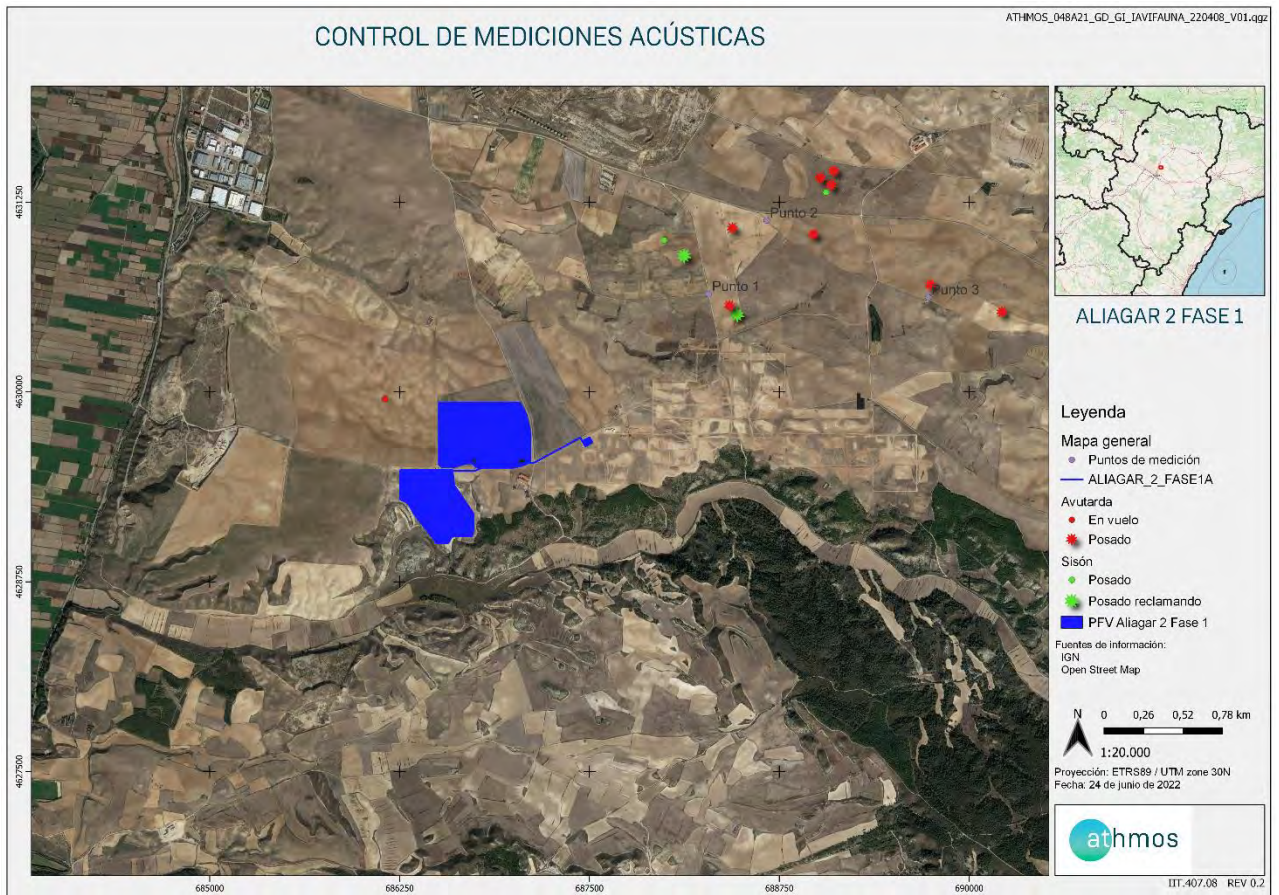 ATHMOS_048A21_GD_GI_IAVIFAUNA_220408_V01.qgz
CONTROL DE MEDICIONES ACÚSTICAS
4631250
4630000
4628750
4627500
Punto 2
Punto 1
Punto 3
685000
686250
687500
688750
690000
ALIAGAR 2 FASE 1
Leyenda
Mapa general
Puntos de medición
ALIAGAR_2_FASE1A
Avutarda
En vuelo
Posado
Sisón
Posado
Posado reclamando
PFV Aliagar 2 Fase 1
Fuentes de información:
IGN
Open Street Map
N
0 0,26 0,52 0,78 km
1:20.000
Proyección: ETRS89 / UTM zone 30N
Fecha: 24 de junio de 2022
athmos
IIT.407.08 REV 0.2